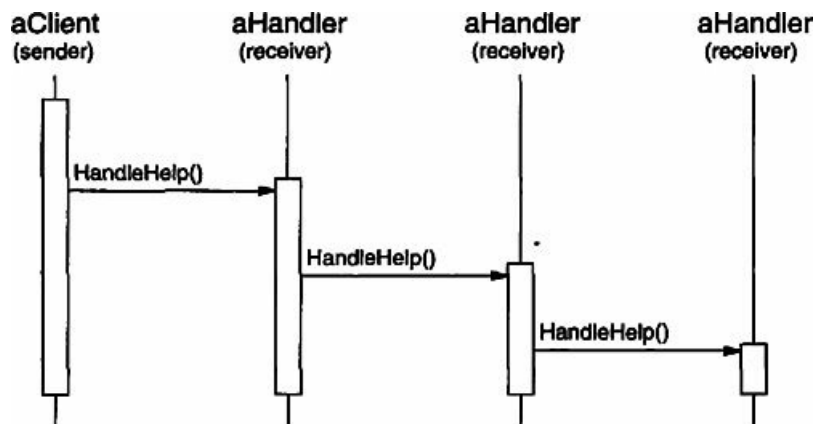 aClient
(sender)
aHandler
(receiver)
aHandler
(receiver)
aHandler
(receiver)
HandleHelp()
HandleHelp()
HandleHelp()